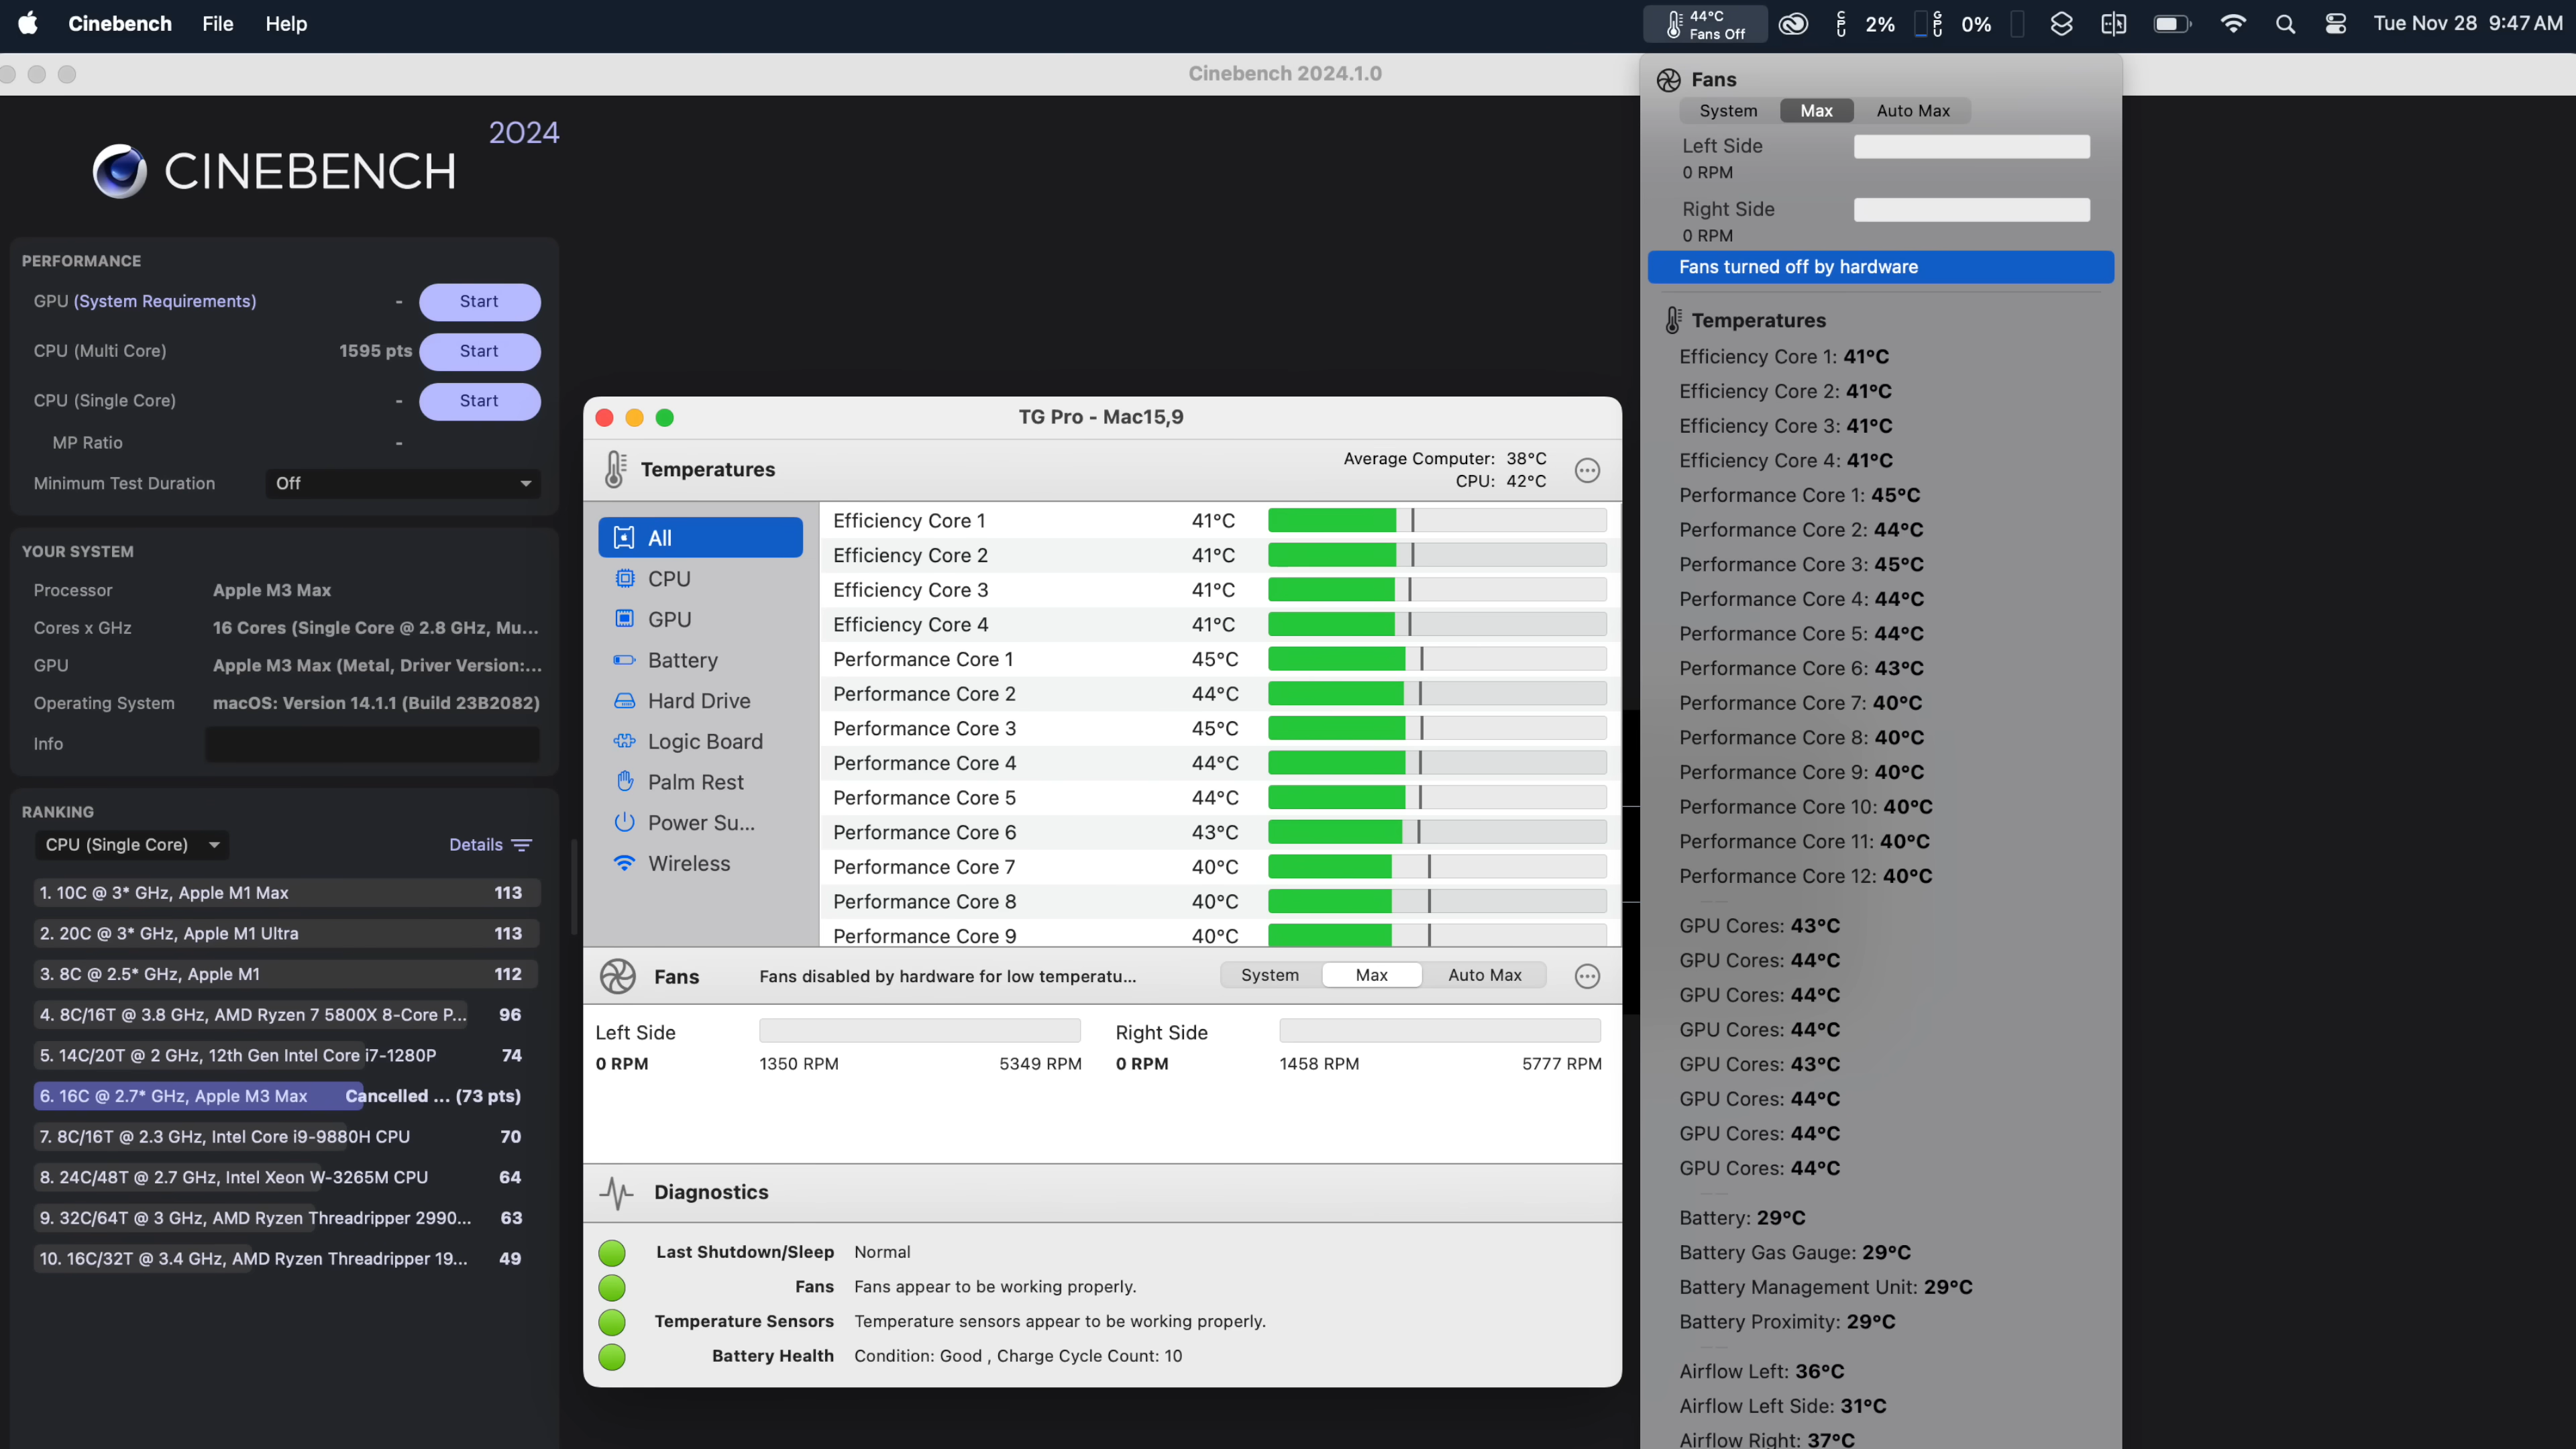 Cinebench File Help
44°C
Fans Off
CPU 2% GPU 0% Tue Nov 28 9:47 AM
Cinebench 2024.1.0
2024
CINEBENCH
PERFORMANCE
GPU (System Requirements) - Start
CPU (Multi Core) 1595 pts Start
CPU (Single Core) - Start
MP Ratio -
Minimum Test Duration Off
YOUR SYSTEM
Processor Apple M3 Max
Cores x GHz 16 Cores (Single Core @ 2.8 GHz, Mu...
GPU Apple M3 Max (Metal, Driver Version:...
Operating System macOS: Version 14.1.1 (Build 23B2082)
Info
RANKING
CPU (Single Core) Details
1. 10C @ 3* GHz, Apple M1 Max 113
2. 20C @ 3* GHz, Apple M1 Ultra 113
3. 8C @ 2.5* GHz, Apple M1 112
4. 8C/16T @ 3.8 GHz, AMD Ryzen 7 5800X 8-Core P... 96
5. 14C/20T @ 2 GHz, 12th Gen Intel Core i7-1280P 74
6. 16C @ 2.7* GHz, Apple M3 Max Cancelled ... (73 pts)
7. 8C/16T @ 2.3 GHz, Intel Core i9-9880H CPU 70
8. 24C/48T @ 2.7 GHz, Intel Xeon W-3265M CPU 64
9. 32C/64T @ 3 GHz, AMD Ryzen Threadripper 2990... 63
10. 16C/32T @ 3.4 GHz, AMD Ryzen Threadripper 19... 49
TG Pro - Mac15,9
Temperatures
Average Computer: 38°C
CPU: 42°C
All
CPU
GPU
Battery
Hard Drive
Logic Board
Palm Rest
Power Su...
Wireless
Efficiency Core 1 41°C
Efficiency Core 2 41°C
Efficiency Core 3 41°C
Efficiency Core 4 41°C
Performance Core 1 45°C
Performance Core 2 44°C
Performance Core 3 45°C
Performance Core 4 44°C
Performance Core 5 44°C
Performance Core 6 43°C
Performance Core 7 40°C
Performance Core 8 40°C
Performance Core 9 40°C
Fans Fans disabled by hardware for low temperatu... System Max Auto Max
Left Side Right Side
0 RPM 1350 RPM 5349 RPM 0 RPM 1458 RPM 5777 RPM
Diagnostics
Last Shutdown/Sleep Normal
Fans Fans appear to be working properly.
Temperature Sensors Temperature sensors appear to be working properly.
Battery Health Condition: Good , Charge Cycle Count: 10
Fans
System Max Auto Max
Left Side
0 RPM
Right Side
0 RPM
Fans turned off by hardware
Temperatures
Efficiency Core 1: 41°C
Efficiency Core 2: 41°C
Efficiency Core 3: 41°C
Efficiency Core 4: 41°C
Performance Core 1: 45°C
Performance Core 2: 44°C
Performance Core 3: 45°C
Performance Core 4: 44°C
Performance Core 5: 44°C
Performance Core 6: 43°C
Performance Core 7: 40°C
Performance Core 8: 40°C
Performance Core 9: 40°C
Performance Core 10: 40°C
Performance Core 11: 40°C
Performance Core 12: 40°C
GPU Cores: 43°C
GPU Cores: 44°C
GPU Cores: 44°C
GPU Cores: 44°C
GPU Cores: 43°C
GPU Cores: 44°C
GPU Cores: 44°C
GPU Cores: 44°C
Battery: 29°C
Battery Gas Gauge: 29°C
Battery Management Unit: 29°C
Battery Proximity: 29°C
Airflow Left: 36°C
Airflow Left Side: 31°C
Airflow Right: 37°C